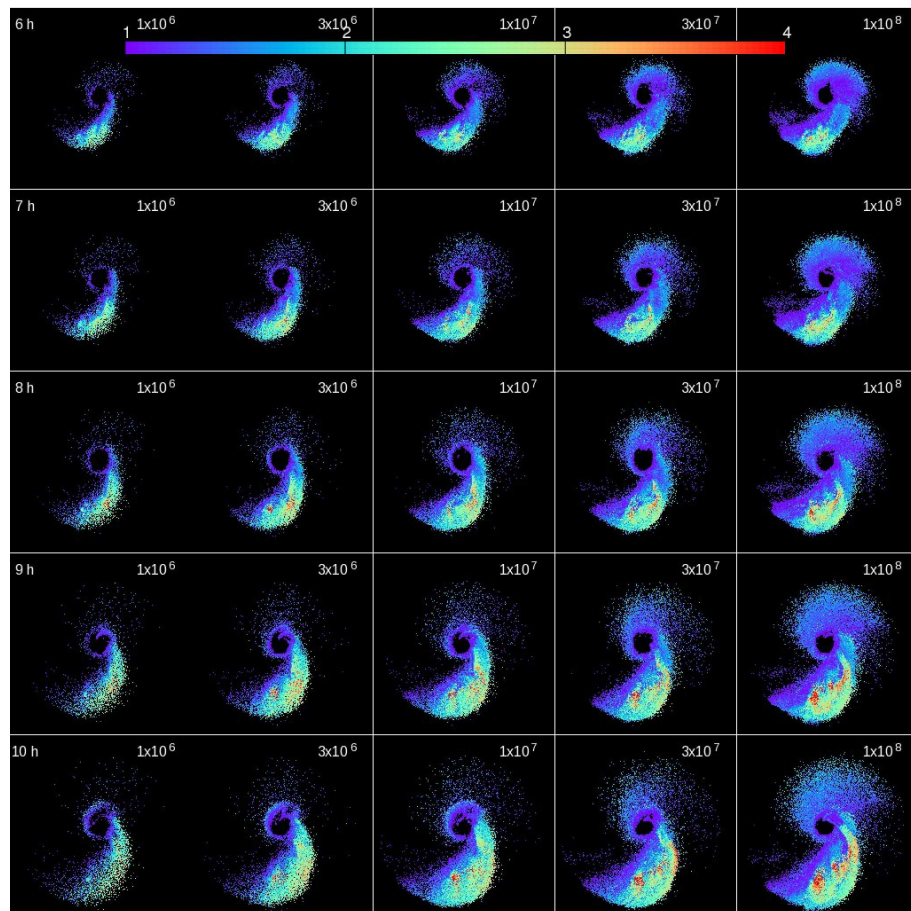 6 h 1x10⁶ 3x10⁶ 1x10⁷ 3x10⁷ 1x10⁸
1 2 3 4
7 h 1x10⁶ 3x10⁶ 1x10⁷ 3x10⁷ 1x10⁸
8 h 1x10⁶ 3x10⁶ 1x10⁷ 3x10⁷ 1x10⁸
9 h 1x10⁶ 3x10⁶ 1x10⁷ 3x10⁷ 1x10⁸
10 h 1x10⁶ 3x10⁶ 1x10⁷ 3x10⁷ 1x10⁸